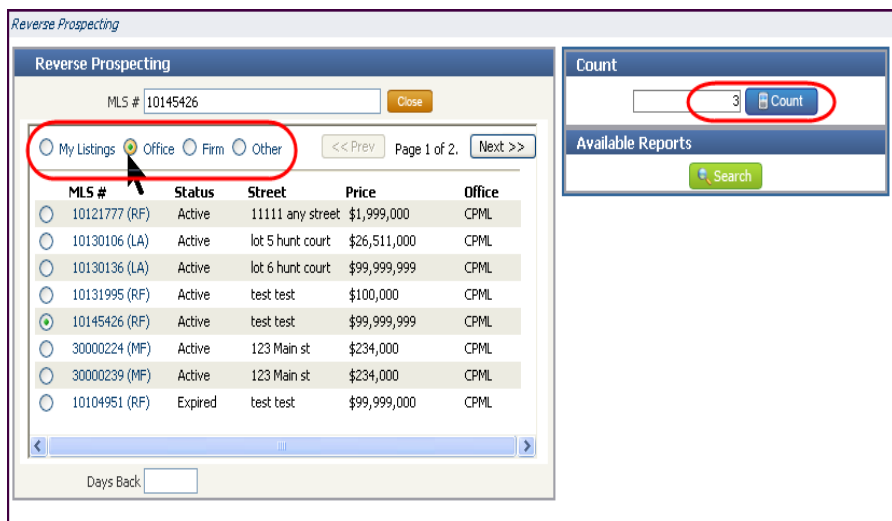 Reverse Prospecting
Reverse Prospecting
MLS # 10145426 Close
My Listings Office Firm Other << Prev Page 1 of 2. Next >>
MLS # Status Street Price Office
10121777 (RF) Active 11111 any street $1,999,000
10130106 (LA) Active lot 5 hunt court $26,511,000 CPML
10130136 (LA) Active lot 6 hunt court $99,999,999 CPML
10131995 (RF) Active test test $100,000 CPML
10145426 (RF) Active test test $99,999,999 CPML
30000224 (MF) Active 123 Main st $234,000 CPML
30000239 (MF) Active 123 Main st $234,000 CPML
10104951 (RF) Expired test test $99,999,000 CPML
Days Back
Count
3 Count
Available Reports
Search